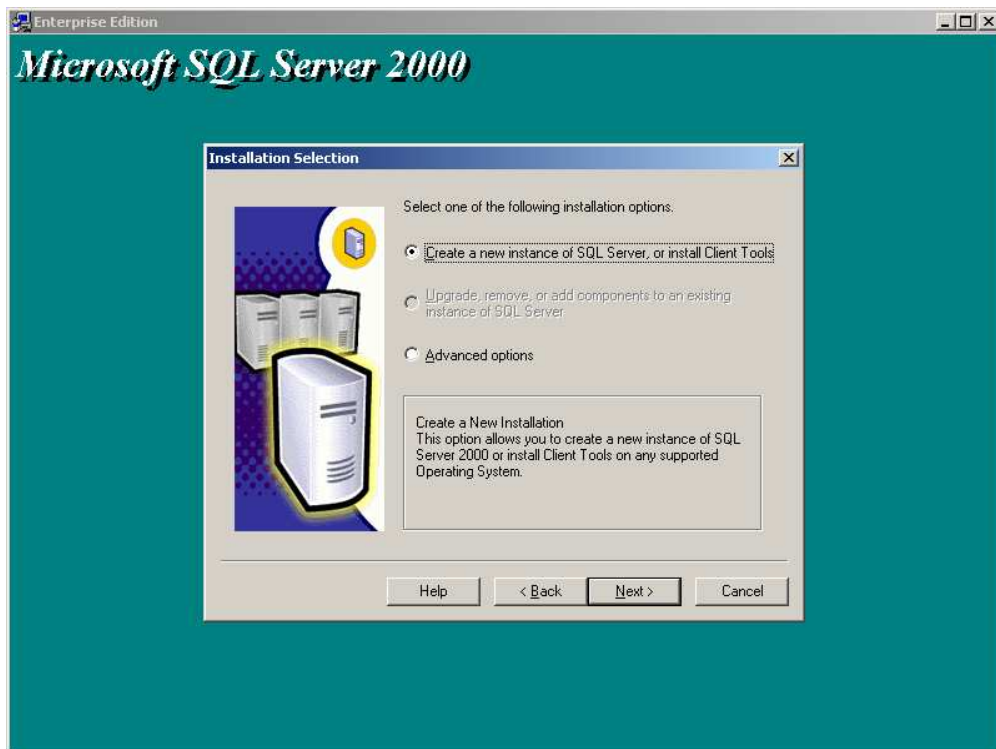 Enterprise Edition
Microsoft SQL Server 2000
Installation Selection
Select one of the following installation options.
Create a new instance of SQL Server, or install Client Tools
Upgrade, remove, or add components to an existing
instance of SQL Server
Advanced options
Create a New Installation
This option allows you to create a new instance of SQL
Server 2000 or install Client Tools on any supported
Operating System.
Help
< Back
Next >
Cancel